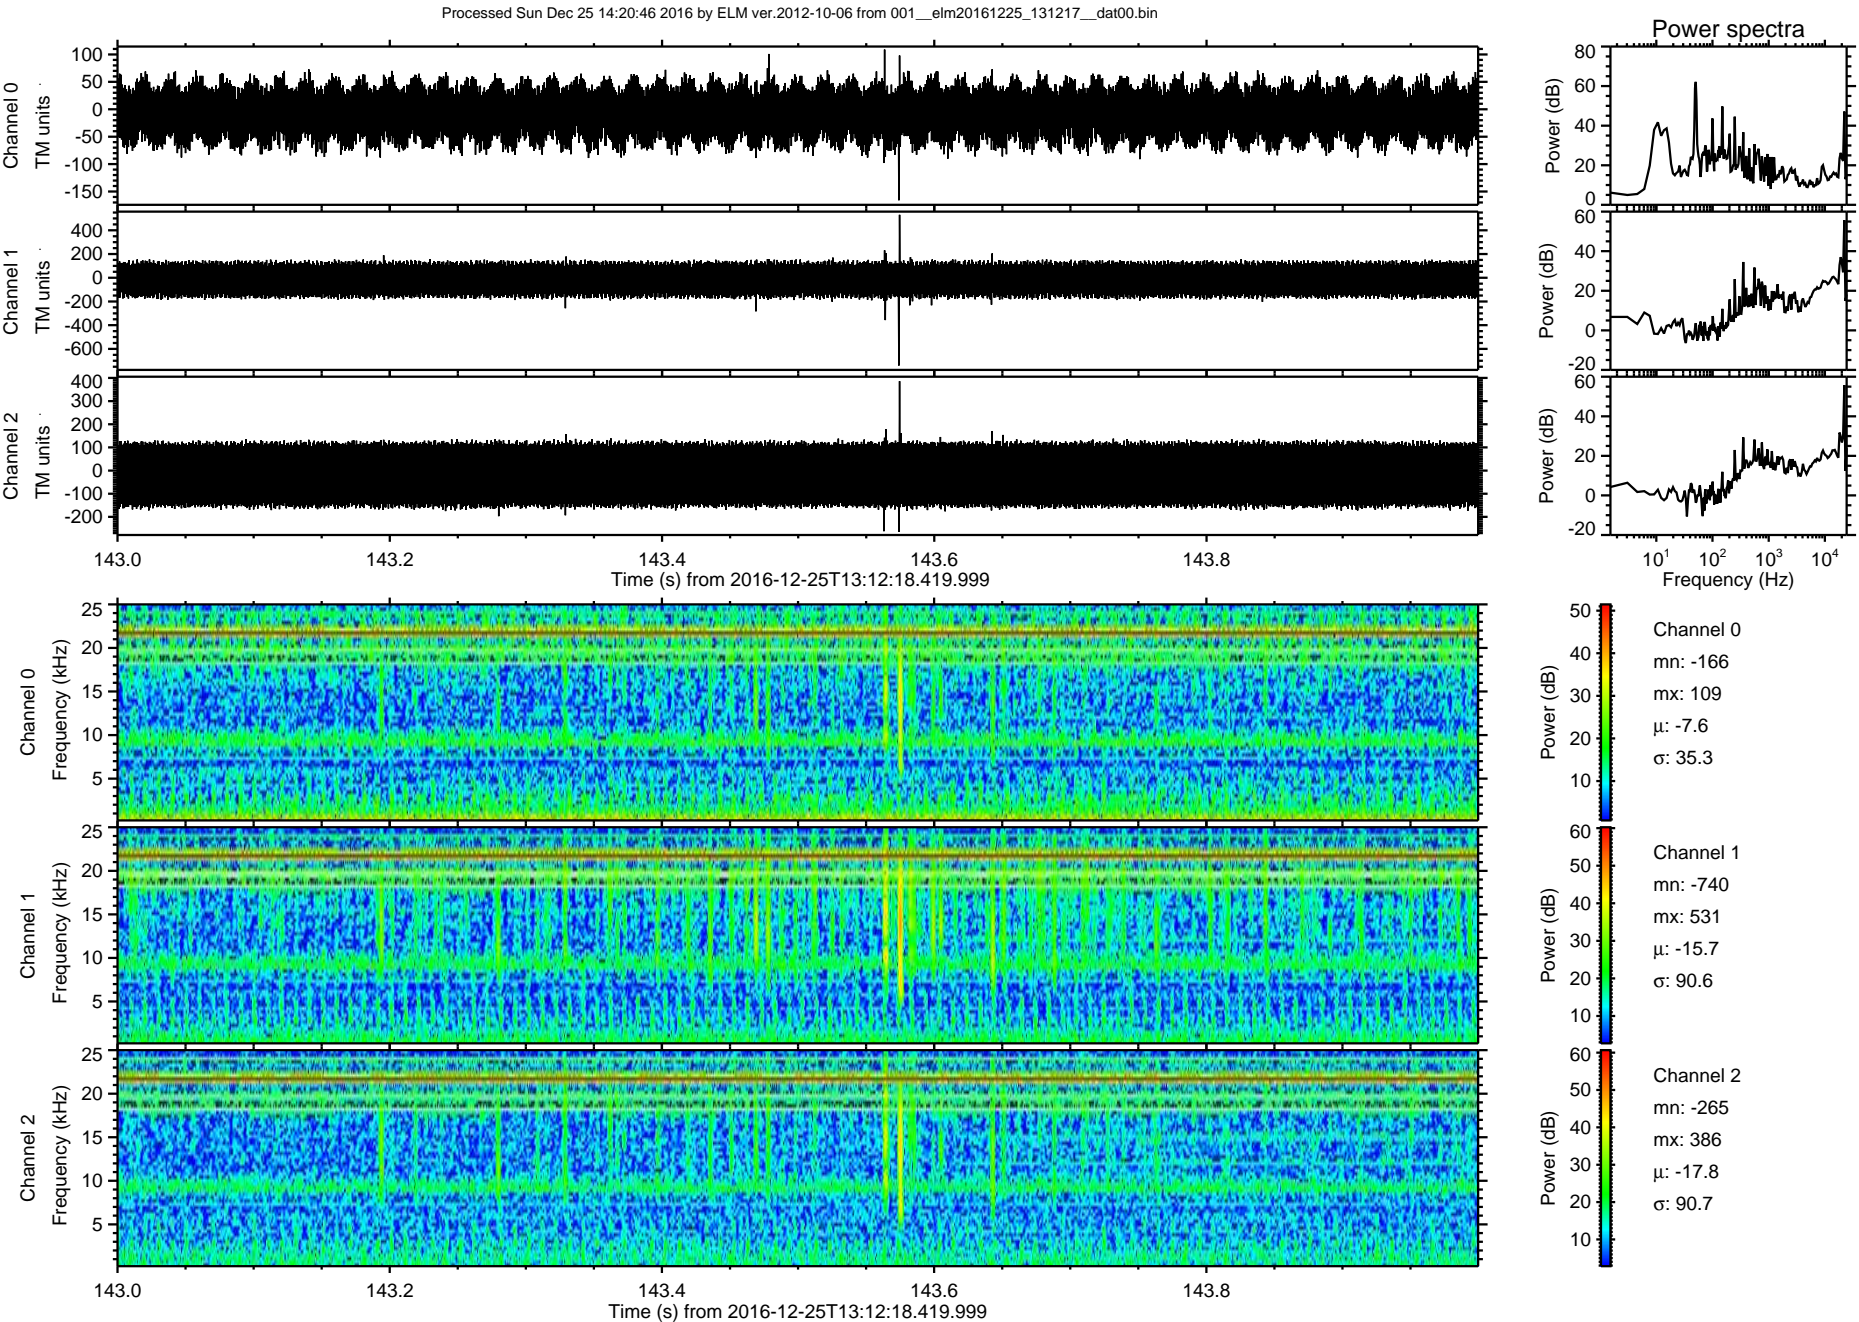 Processed Sun Dec 25 14:20:46 2016 by ELM ver.2012-10-06 from 001__elm20161225_131217__dat00.bin
Power spectra
Channel 0
TM units
100
50
0
-50
-100
-150
Power (dB)
80
60
40
20
0
Channel 1
TM units
400
200
0
-200
-400
-600
Power (dB)
60
40
20
0
-20
Channel 2
TM units
400
300
200
100
0
-100
-200
Power (dB)
60
40
20
0
-20
143.0 143.2 143.4 143.6 143.8
Time (s) from 2016-12-25T13:12:18.419.999
10^1 10^2 10^3 10^4
Frequency (Hz)
Channel 0
Frequency (kHz)
25
20
15
10
5
Power (dB)
50
40
30
20
10
Channel 0
mn: -166
mx: 109
μ: -7.6
σ: 35.3
Channel 1
Frequency (kHz)
25
20
15
10
5
Power (dB)
60
50
40
30
20
10
Channel 1
mn: -740
mx: 531
μ: -15.7
σ: 90.6
Channel 2
Frequency (kHz)
25
20
15
10
5
Power (dB)
60
50
40
30
20
10
Channel 2
mn: -265
mx: 386
μ: -17.8
σ: 90.7
143.0 143.2 143.4 143.6 143.8
Time (s) from 2016-12-25T13:12:18.419.999